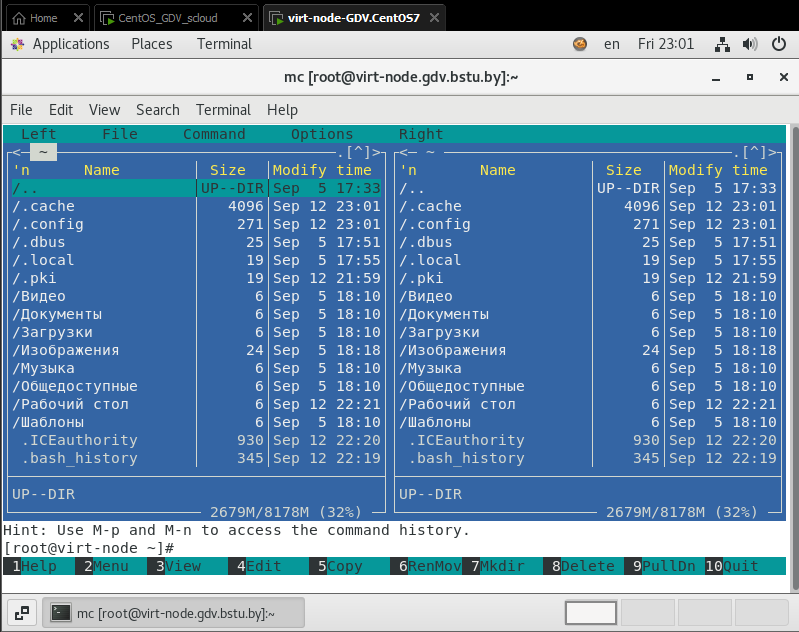 Home CentOS_GDV_scloud virt-node-GDV.CentOS7
Applications Places Terminal en Fri 23:01
mc [root@virt-node.gdv.bstu.by]:~
File Edit View Search Terminal Help
Left File Command Options Right
<─ ~ .[^]> <─ ~ .[^]>
'n Name Size Modify time 'n Name Size Modify time
/.. UP--DIR Sep 5 17:33 /.. UP--DIR Sep 5 17:33
/.cache 4096 Sep 12 23:01 /.cache 4096 Sep 12 23:01
/.config 271 Sep 12 23:01 /.config 271 Sep 12 23:01
/.dbus 25 Sep 5 17:51 /.dbus 25 Sep 5 17:51
/.local 19 Sep 5 17:55 /.local 19 Sep 5 17:55
/.pki 19 Sep 12 21:59 /.pki 19 Sep 12 21:59
/Видео 6 Sep 5 18:10 /Видео 6 Sep 5 18:10
/Документы 6 Sep 5 18:10 /Документы 6 Sep 5 18:10
/Загрузки 6 Sep 5 18:10 /Загрузки 6 Sep 5 18:10
/Изображения 24 Sep 5 18:18 /Изображения 24 Sep 5 18:18
/Музыка 6 Sep 5 18:10 /Музыка 6 Sep 5 18:10
/Общедоступные 6 Sep 5 18:10 /Общедоступные 6 Sep 5 18:10
/Рабочий стол 6 Sep 12 22:21 /Рабочий стол 6 Sep 12 22:21
/Шаблоны 6 Sep 5 18:10 /Шаблоны 6 Sep 5 18:10
.ICEauthority 930 Sep 12 22:20 .ICEauthority 930 Sep 12 22:20
.bash_history 345 Sep 12 22:19 .bash_history 345 Sep 12 22:19
UP--DIR UP--DIR
2679M/8178M (32%) 2679M/8178M (32%)
Hint: Use M-p and M-n to access the command history.
[root@virt-node ~]#
1Help 2Menu 3View 4Edit 5Copy 6RenMov 7Mkdir 8Delete 9PullDn 10Quit
mc [root@virt-node.gdv.bstu.by]:~